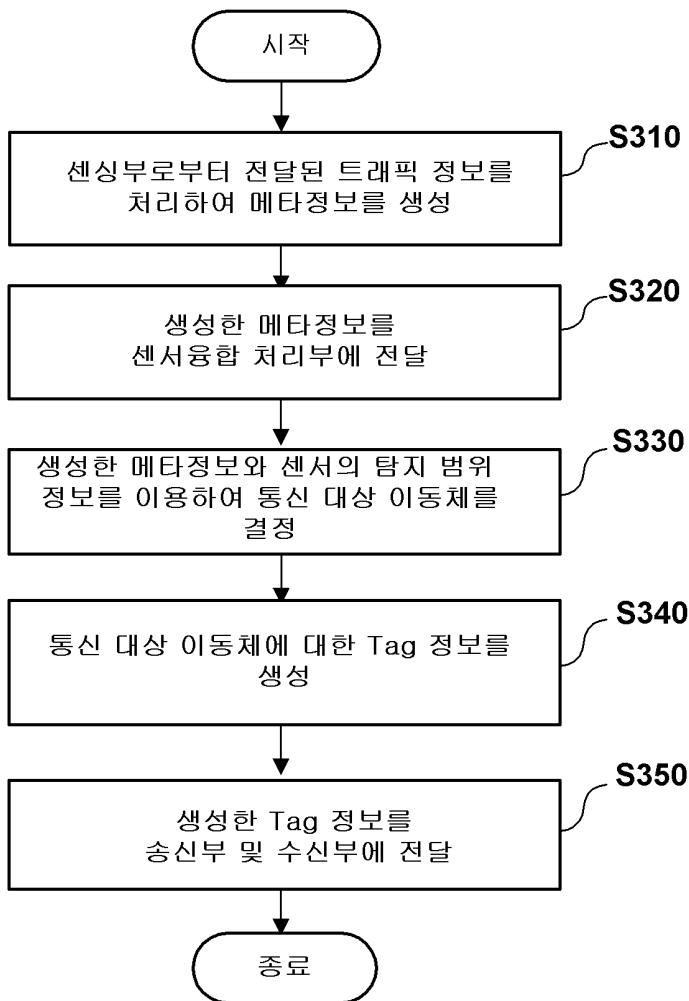 시작
S310
센싱부로부터 전달된 트래픽 정보를
처리하여 메타정보를 생성
S320
생성한 메타정보를
센서융합 처리부에 전달
S330
생성한 메타정보와 센서의 탐지 범위
정보를 이용하여 통신 대상 이동체를
결정
S340
통신 대상 이동체에 대한 Tag 정보를
생성
S350
생성한 Tag 정보를
송신부 및 수신부에 전달
종료